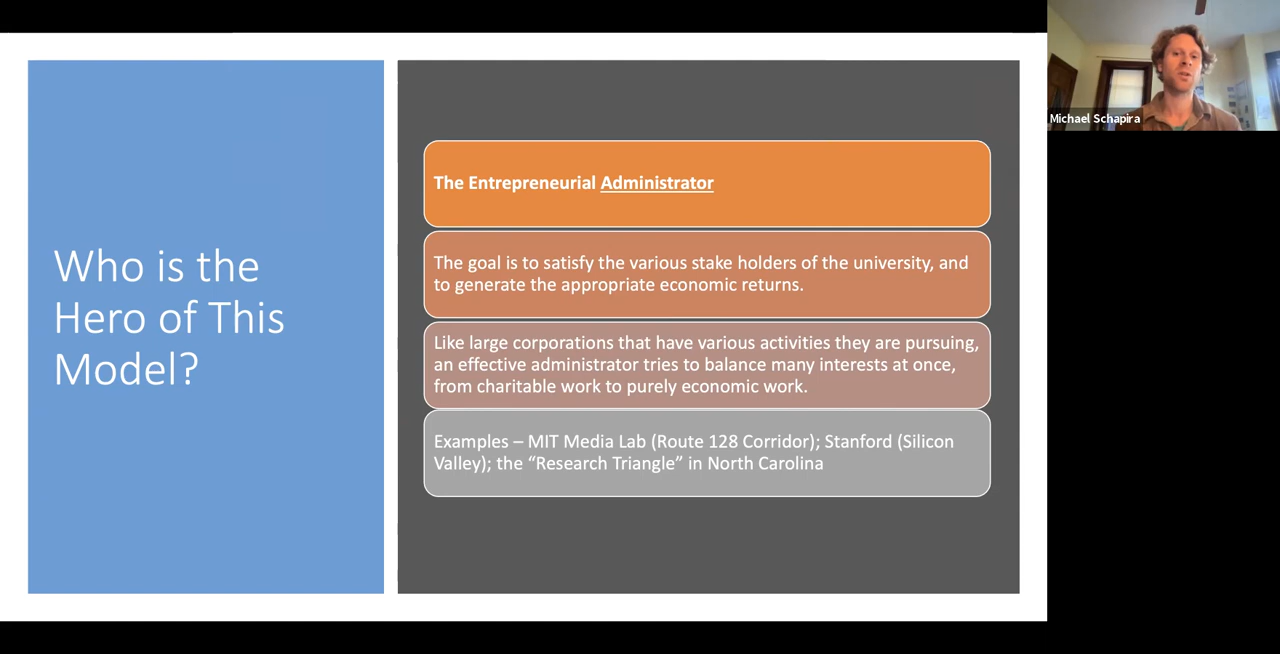 Who is the
Hero of This
Model?
The Entrepreneurial Administrator
The goal is to satisfy the various stake holders of the university, and
to generate the appropriate economic returns.
Like large corporations that have various activities they are pursuing,
an effective administrator tries to balance many interests at once,
from charitable work to purely economic work.
Examples – MIT Media Lab (Route 128 Corridor); Stanford (Silicon
Valley); the “Research Triangle” in North Carolina
Michael Schapira